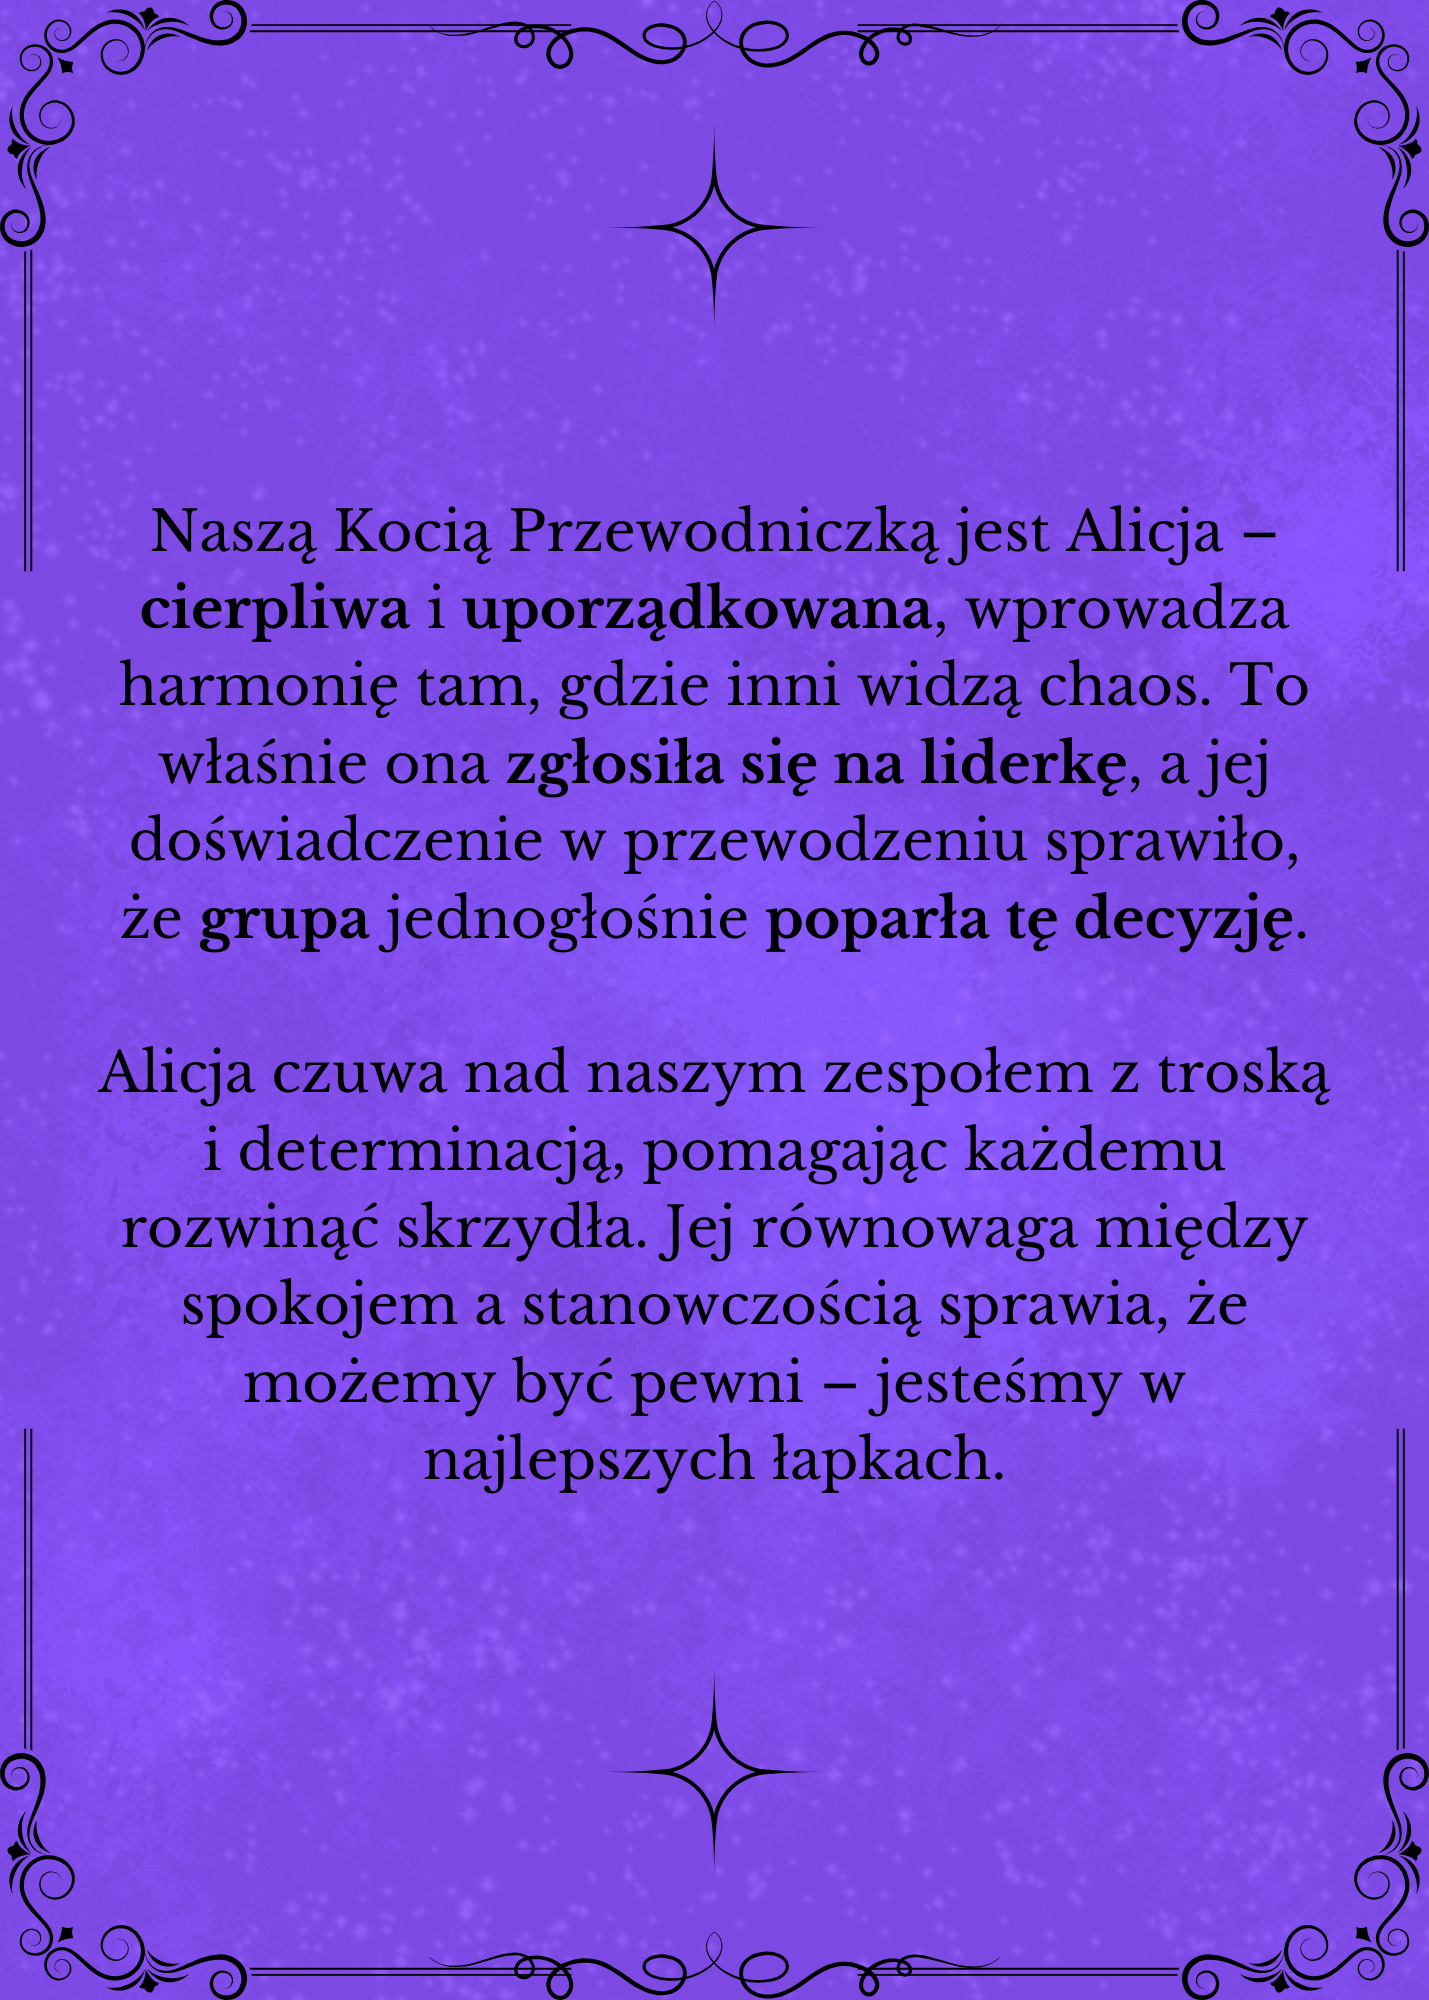 Naszą Kocią Przewodniczką jest Alicja –
cierpliwa i uporządkowana, wprowadza
harmonię tam, gdzie inni widzą chaos. To
właśnie ona zgłosiła się na liderkę, a jej
doświadczenie w przewodzeniu sprawiło,
że grupa jednogłośnie poparła tę decyzję.
Alicja czuwa nad naszym zespołem z troską
i determinacją, pomagając każdemu
rozwinąć skrzydła. Jej równowaga między
spokojem a stanowczością sprawia, że
możemy być pewni – jesteśmy w
najlepszych łapkach.